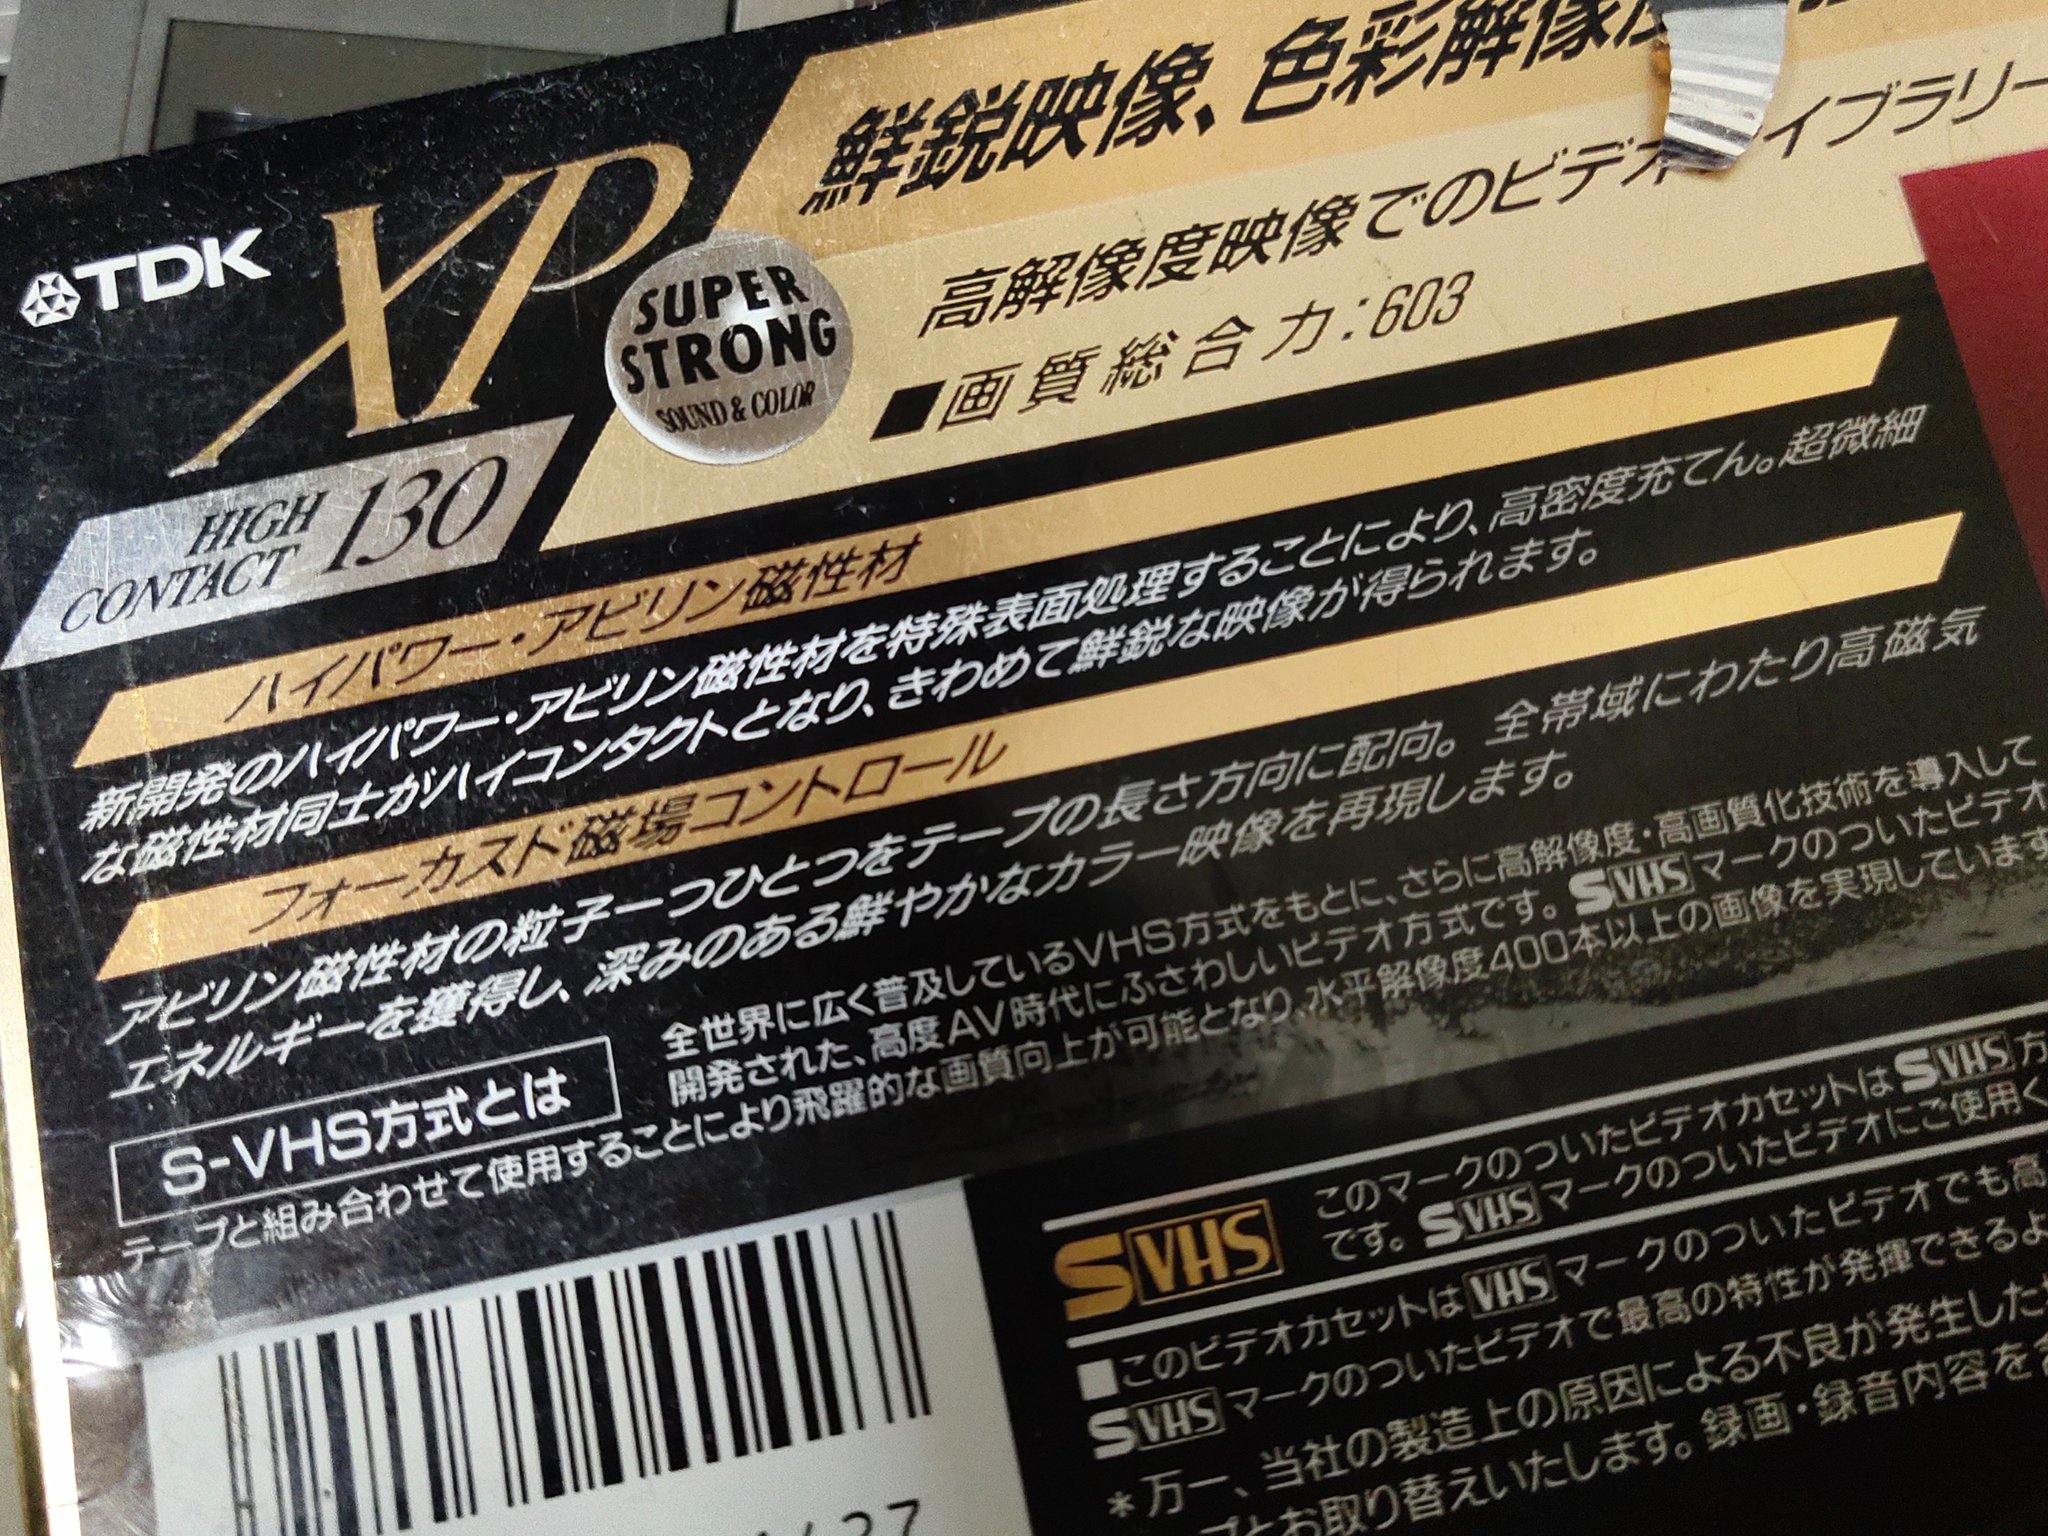 TDK
XP
SUPER
STRONG
SOUND & COLOR
HIGH
CONTACT 130
鮮鋭映像、色彩解像度
高解像度映像でのビデオ イブラリー
■画質総合力:603
ハイパワー・アビリン磁性材
新開発のハイパワー・アビリン磁性材を特殊表面処理することにより、高密度充てん。超微細
な磁性材同士がハイコンタクトとなり、きわめて鮮鋭な映像が得られます。
フォーカスド磁場コントロール
アビリン磁性材の粒子一つひとつをテープの長さ方向に配向。全帯域にわたり高磁気
エネルギーを獲得し、深みのある鮮やかなカラー映像を再現します。
S-VHS方式とは
全世界に広く普及しているVHS方式をもとに、さらに高解像度・高画質化技術を導入して
開発された、高度AV時代にふさわしいビデオ方式です。SVHSマークのついたビデオ
テープと組み合わせて使用することにより飛躍的な画質向上が可能となり、水平解像度400本以上の画像を実現しています
SVHS
このマークのついたビデオカセットはSVHS方
です。SVHSマークのついたビデオにご使用く
■このビデオカセットはVHSマークのついたビデオでも高
SVHSマークのついたビデオで最高の特性が発揮できるよ
*万一、当社の製造上の原因による不良が発生した
プとお取り替えいたします。録画・録音内容を